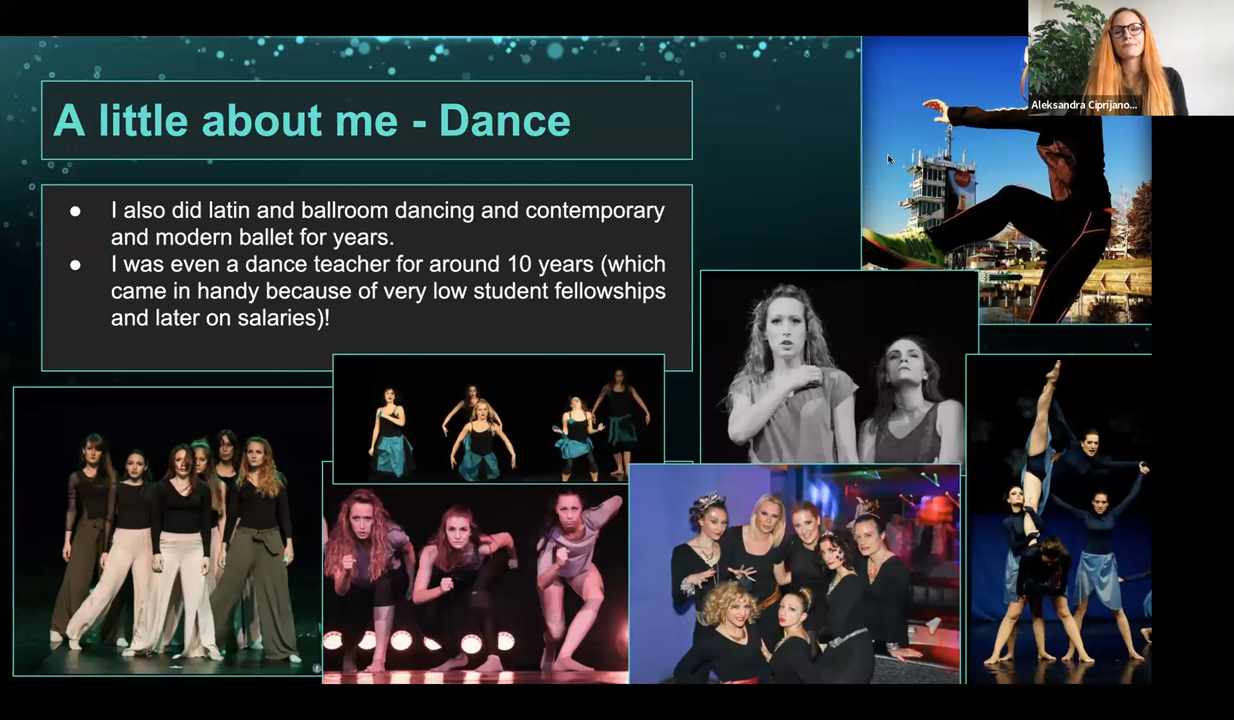 A little about me - Dance
Aleksandra Ciprijano...
● I also did latin and ballroom dancing and contemporary
and modern ballet for years.
● I was even a dance teacher for around 10 years (which
came in handy because of very low student fellowships
and later on salaries)!